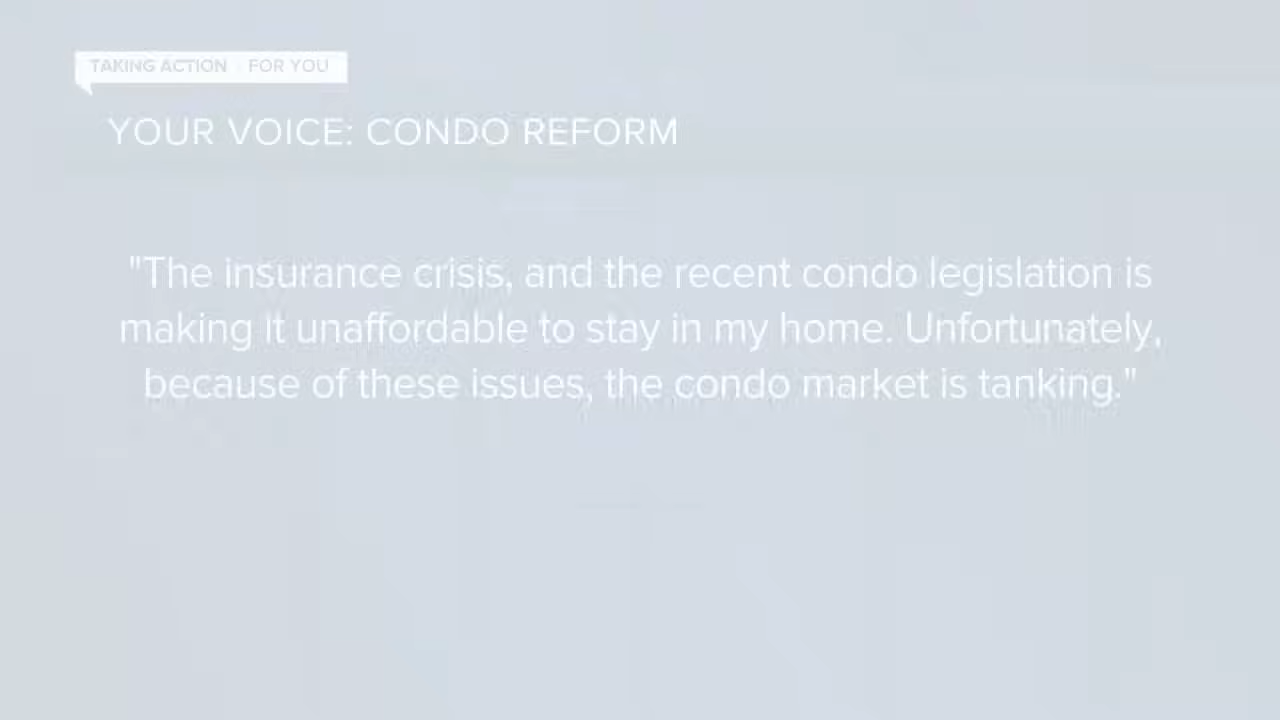 TAKING ACTION FOR YOU
YOUR VOICE: CONDO REFORM
"The insurance crisis, and the recent condo legislation is
making It unaffordable to stay in my home. Unfortunately,
because of these issues, the condo market is tanking."